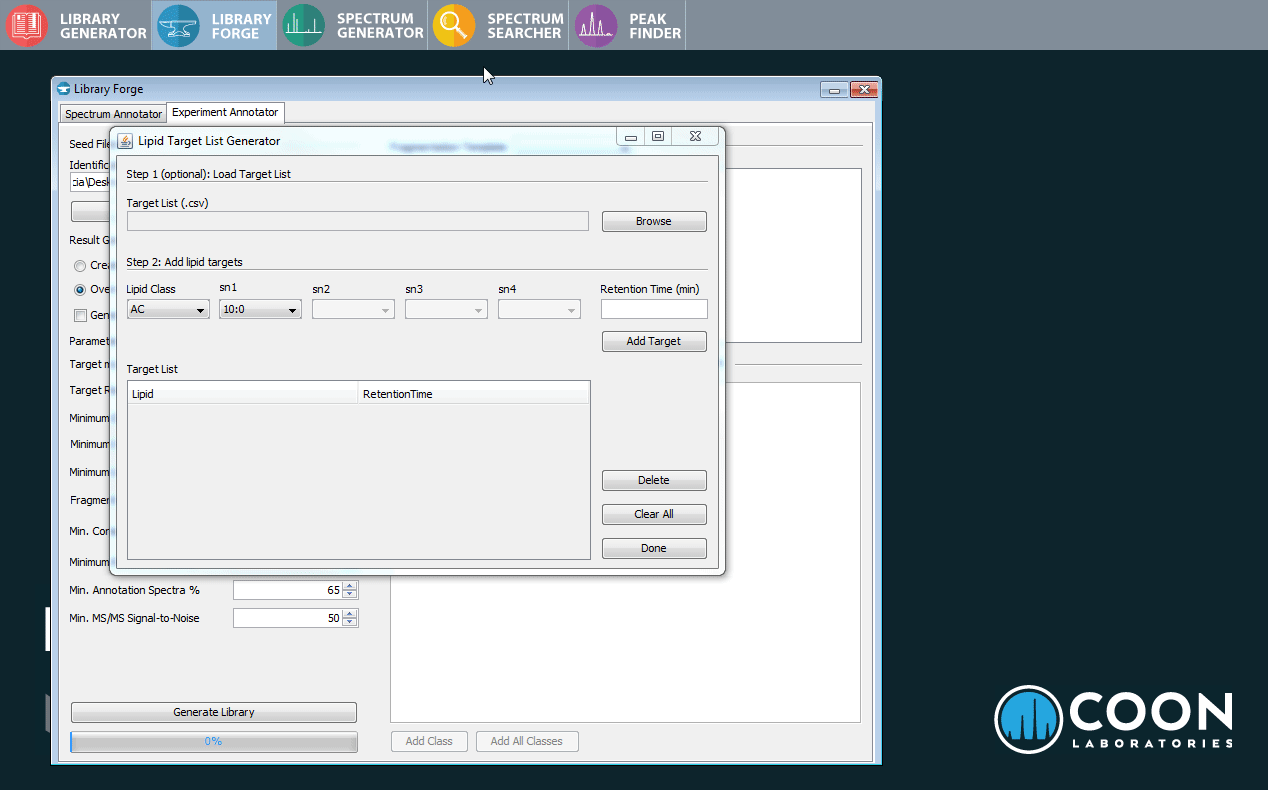 LIBRARY
GENERATOR
LIBRARY
FORGE
SPECTRUM
GENERATOR
SPECTRUM
SEARCHER
PEAK
FINDER
Library Forge
Spectrum Annotator
Experiment Annotator
Seed File
Fragmentation Template
Identific
:ia\Desk
Result G
Crea
Ove
Gen
Paramet
Target m
Target R
Minimum
Minimum
Minimum
Fragmen
Min. Cor
Minimum
Lipid Target List Generator
Step 1 (optional): Load Target List
Target List (.csv)
Browse
Step 2: Add lipid targets
Lipid Class
sn1
sn2
sn3
sn4
Retention Time (min)
AC
10:0
Add Target
Target List
Lipid
RetentionTime
Delete
Clear All
Done
Min. Annotation Spectra %
65
Min. MS/MS Signal-to-Noise
50
Generate Library
0%
Add Class
Add All Classes
COON
LABORATORIES